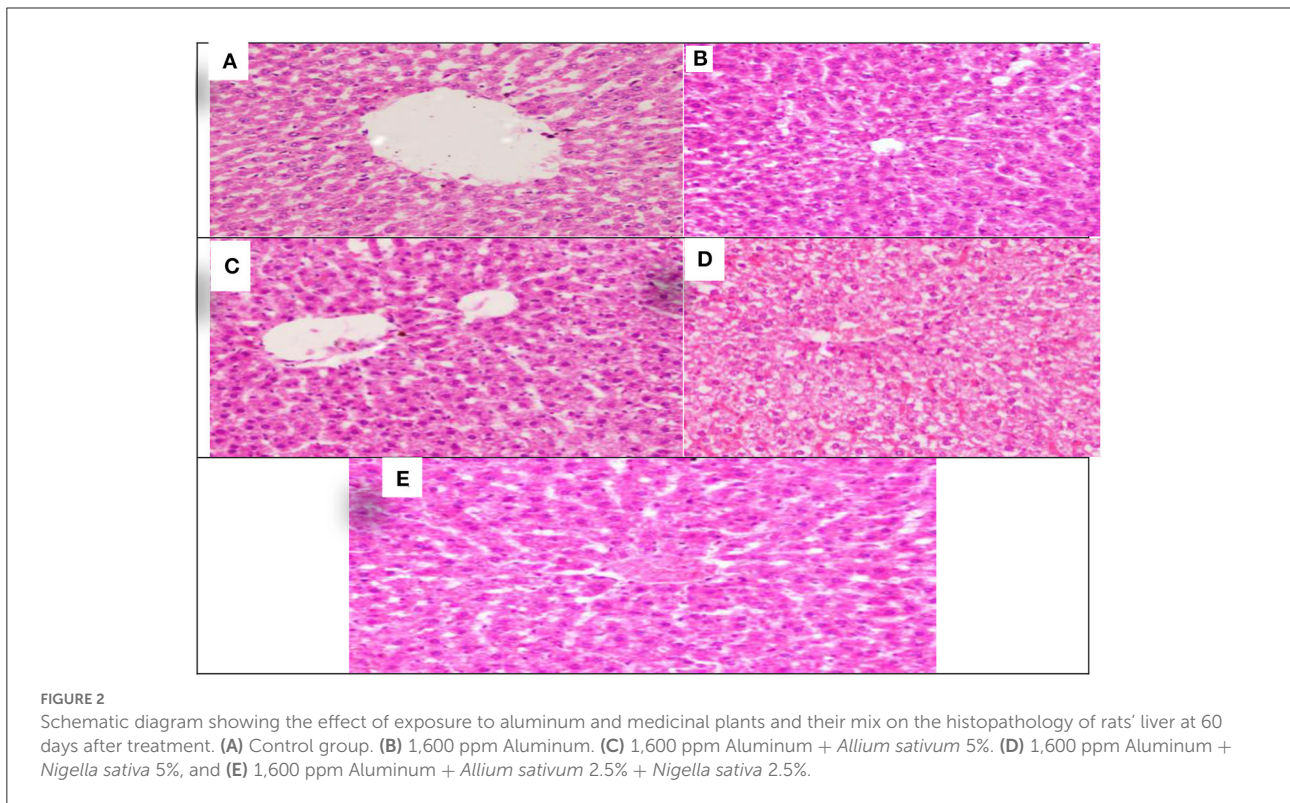 A
B
C
D
E
FIGURE 2
Schematic diagram showing the effect of exposure to aluminum and medicinal plants and their mix on the histopathology of rats’ liver at 60
days after treatment. (A) Control group. (B) 1,600 ppm Aluminum. (C) 1,600 ppm Aluminum + Allium sativum 5%. (D) 1,600 ppm Aluminum +
Nigella sativa 5%, and (E) 1,600 ppm Aluminum + Allium sativum 2.5% + Nigella sativa 2.5%.